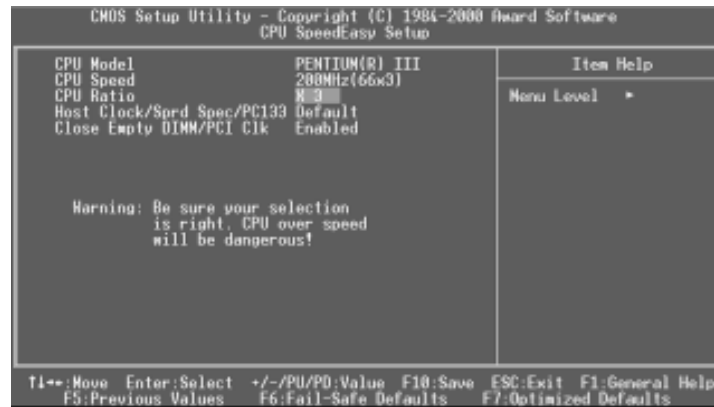 CMOS Setup Utility - Copyright (C) 1984-2000 Award Software
CPU SpeedEasy Setup
CPU Model PENTIUM(R) III
CPU Speed 200MHz(66x3)
CPU Ratio X 3
Host Clock/Sprd Spec/PC133 Default
Close Empty DIMM/PCI Clk Enabled
Warning: Be sure your selection
is right. CPU over speed
will be dangerous!
Item Help
Menu Level ►
↑↓→←:Move Enter:Select +/-/PU/PD:Value F10:Save ESC:Exit F1:General Help
F5:Previous Values F6:Fail-Safe Defaults F7:Optimized Defaults